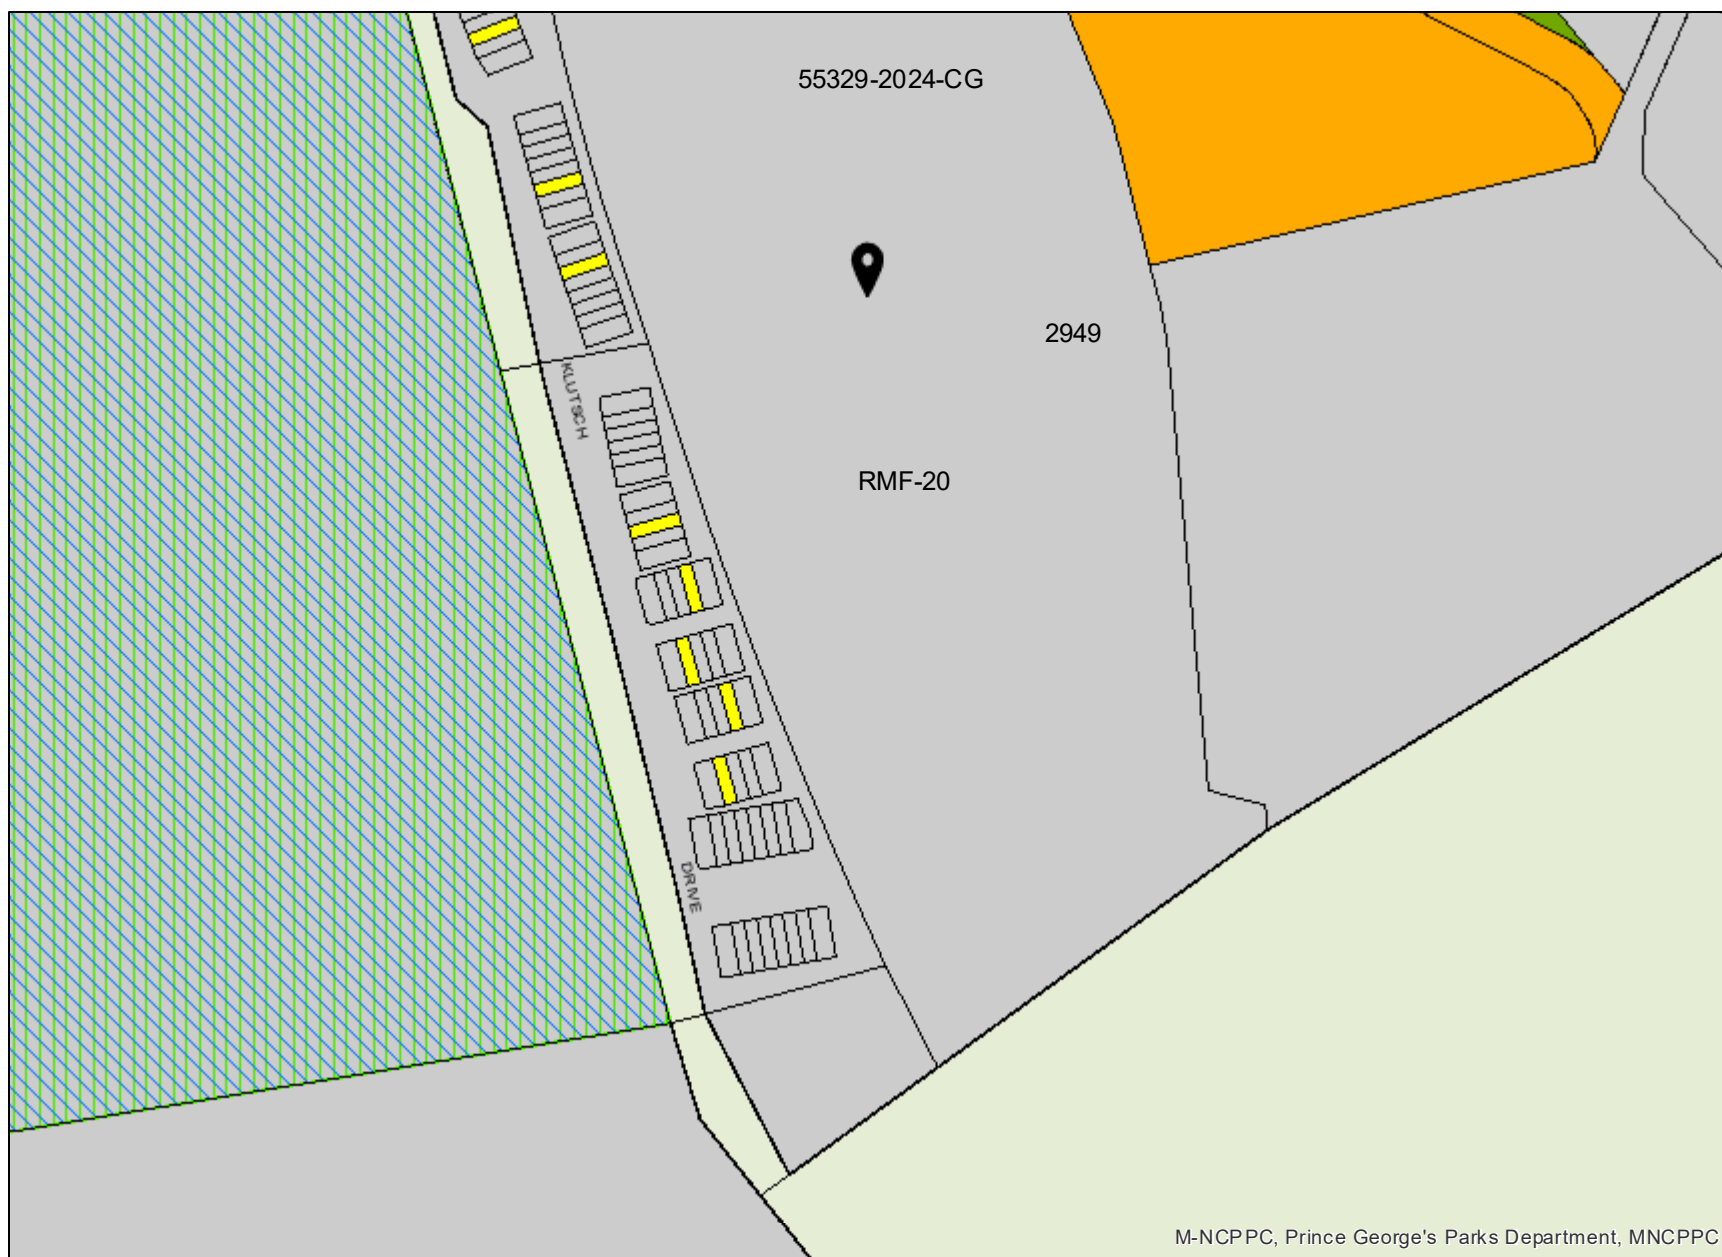 55329-2024-CG
2949
KLUTSCH
RMF-20
DRIVE
M-NCPPC, Prince George's Parks Department, MNCPPC